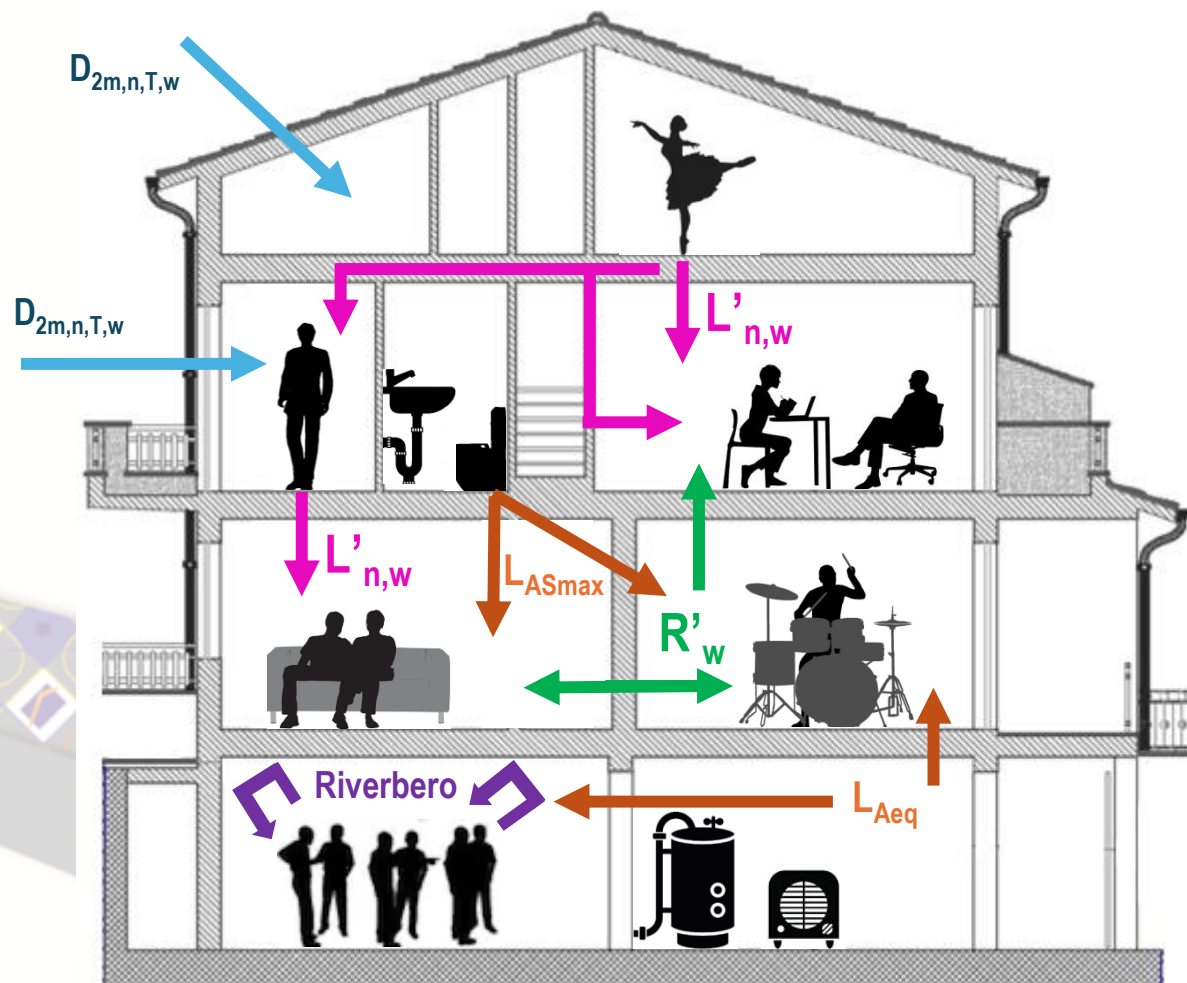 D2m,n,T,w
D2m,n,T,w
L’n,w
L’n,w
LASmax
R’w
Riverbero
LAeq